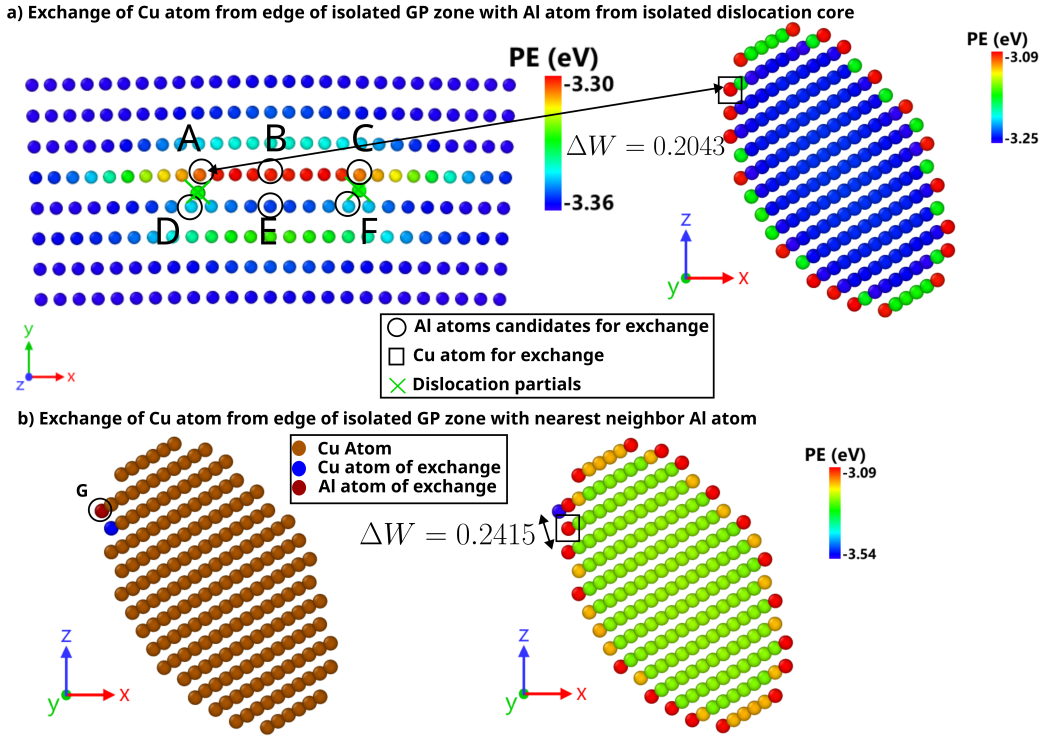 a) Exchange of Cu atom from edge of isolated GP zone with Al atom from isolated dislocation core
PE (eV)
-3.30
-3.36
PE (eV)
-3.09
-3.25
A
B
C
ΔW = 0.2043
D
E
F
z
y
x
y
z
x
Al atoms candidates for exchange
Cu atom for exchange
Dislocation partials
b) Exchange of Cu atom from edge of isolated GP zone with nearest neighbor Al atom
Cu Atom
Cu atom of exchange
Al atom of exchange
PE (eV)
-3.09
-3.54
G
ΔW = 0.2415
z
y
x
z
y
x